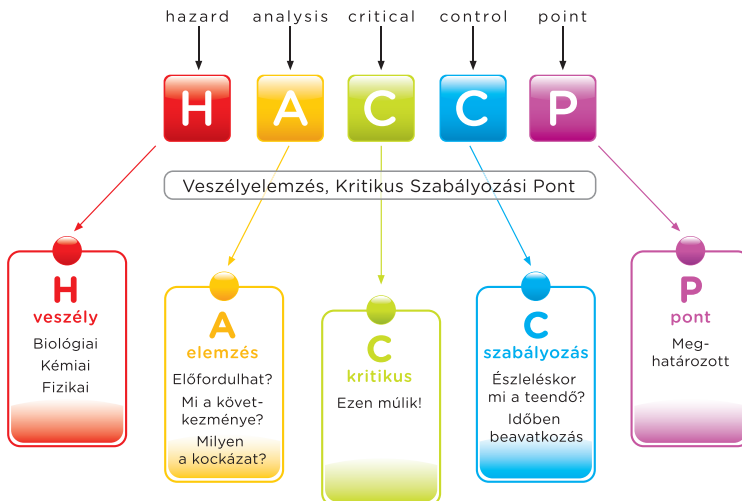 hazard analysis critical control point
H A C C P
Veszélyelemzés, Kritikus Szabályozási Pont
H
veszély
Biológiai
Kémiai
Fizikai
A
elemzés
Előfordulhat?
Mi a követ-
kezménye?
Milyen
a kockázat?
C
kritikus
Ezen múlik!
C
szabályozás
Észleléskor
mi a teendő?
Időben
beavatkozás
P
pont
Meg-
határozott